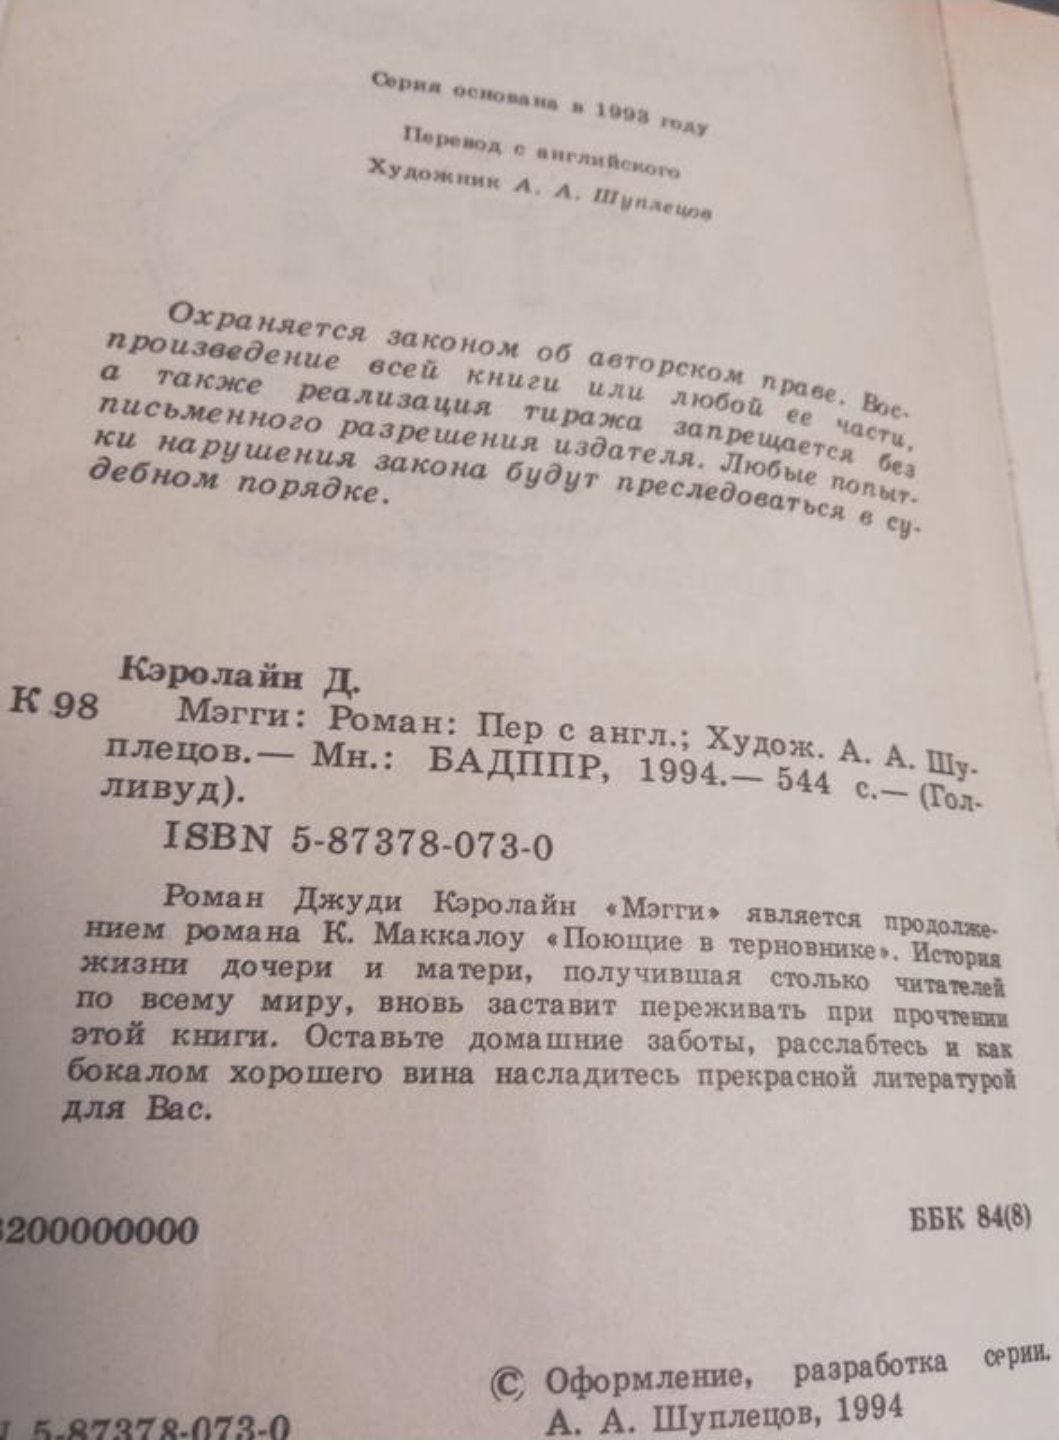 Серия основана в 1993 году
Перевод с английского
Художник А. А. Шуплецов
Охраняется законом об авторском праве. Вос-
произведение всей книги или любой ее части,
а также реализация тиража запрещается без
письменного разрешения издателя. Любые попыт-
ки нарушения закона будут преследоваться в су-
дебном порядке.
Кэролайн Д.
К 98 Мэгги: Роман: Пер с англ.; Худож. А. А. Шу-
плецов.— Мн.: БАДППР, 1994.— 544 с.— (Гол-
ливуд).
ISBN 5-87378-073-0
Роман Джуди Кэролайн «Мэгги» является продолже-
нием романа К. Маккалоу «Поющие в терновнике». История
жизни дочери и матери, получившая столько читателей
по всему миру, вновь заставит переживать при прочтении
этой книги. Оставьте домашние заботы, расслабтесь и как
бокалом хорошего вина насладитесь прекрасной литературой
для Вас.
200000000 ББК 84(8)
© Оформление, разработка серии.
А. А. Шуплецов, 1994
5-87378-073-0